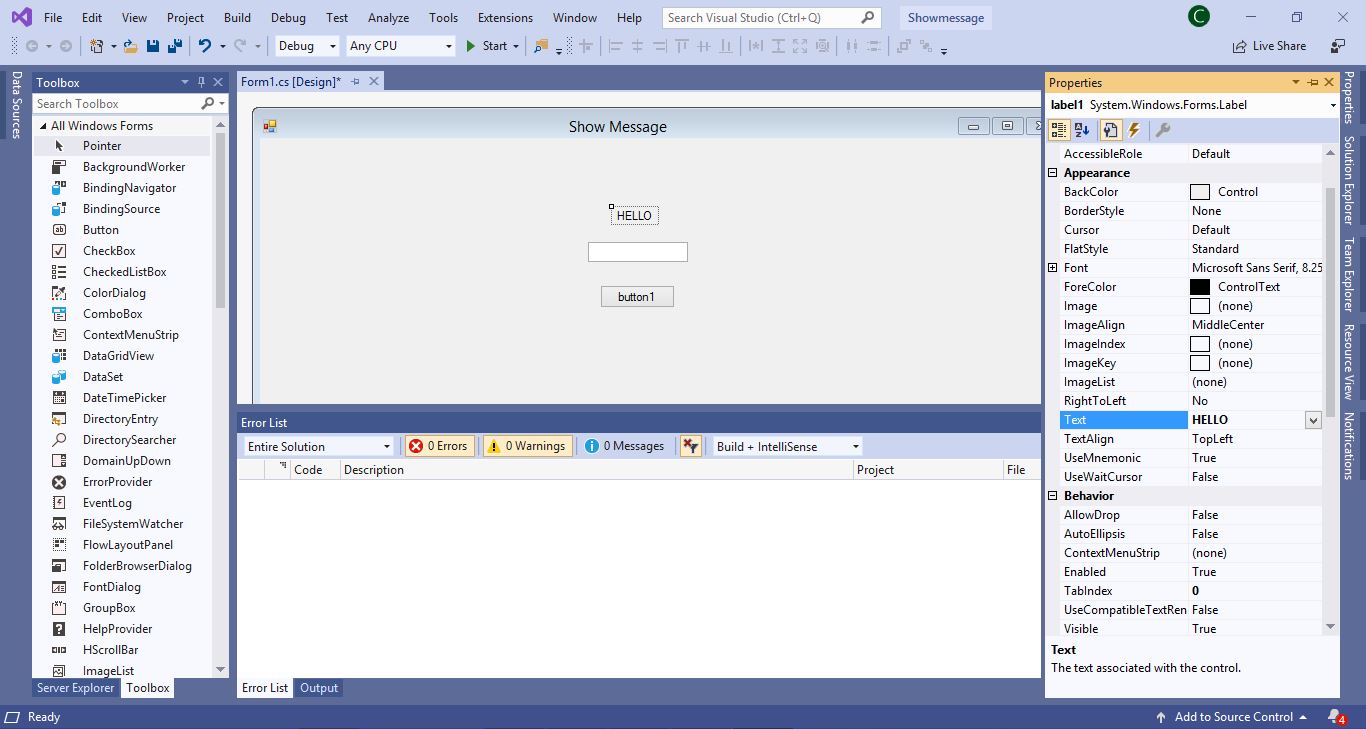 File Edit View Project Build Debug Test Analyze Tools Extensions Window Help Search Visual Studio (Ctrl+Q) Showmessage C
Debug Any CPU Start Live Share
Data Sources
Toolbox
Search Toolbox
All Windows Forms
Pointer
BackgroundWorker
BindingNavigator
BindingSource
Button
CheckBox
CheckedListBox
ColorDialog
ComboBox
ContextMenuStrip
DataGridView
DataSet
DateTimePicker
DirectoryEntry
DirectorySearcher
DomainUpDown
ErrorProvider
EventLog
FileSystemWatcher
FlowLayoutPanel
FolderBrowserDialog
FontDialog
GroupBox
HelpProvider
HScrollBar
ImageList
Server Explorer Toolbox
Form1.cs [Design]*
Show Message
HELLO
button1
Error List
Entire Solution 0 Errors 0 Warnings 0 Messages Build + IntelliSense
Code Description Project File
Error List Output
Properties
label1 System.Windows.Forms.Label
AccessibleRole Default
Appearance
BackColor Control
BorderStyle None
Cursor Default
FlatStyle Standard
Font Microsoft Sans Serif, 8.25
ForeColor ControlText
Image (none)
ImageAlign MiddleCenter
ImageIndex (none)
ImageKey (none)
ImageList (none)
RightToLeft No
Text HELLO
TextAlign TopLeft
UseMnemonic True
UseWaitCursor False
Behavior
AllowDrop False
AutoEllipsis False
ContextMenuStrip (none)
Enabled True
TabIndex 0
UseCompatibleTextRen False
Visible True
Text
The text associated with the control.
Properties
Solution Explorer
Team Explorer
Resource View
Notifications
Ready Add to Source Control 4